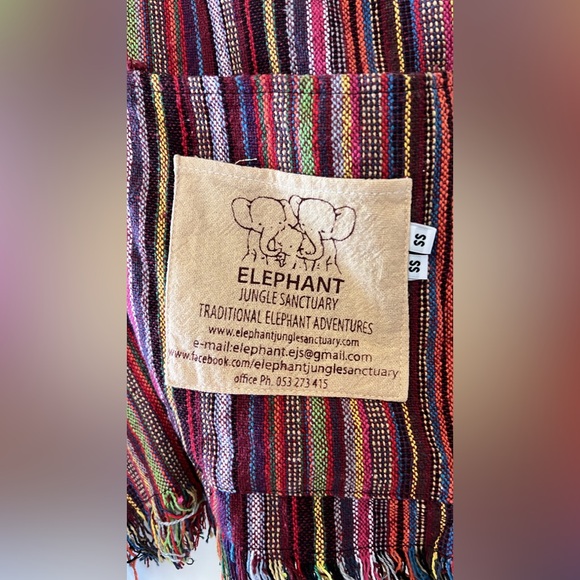 ELEPHANT
JUNGLE SANCTUARY
TRADITIONAL ELEPHANT ADVENTURES
www.elephantjunglesanctuary.com
e-mail:elephant.ejs@gmail.com
www.facebook.com/elephantjunglesanctuary
office Ph. 053 273 415
SS
SS